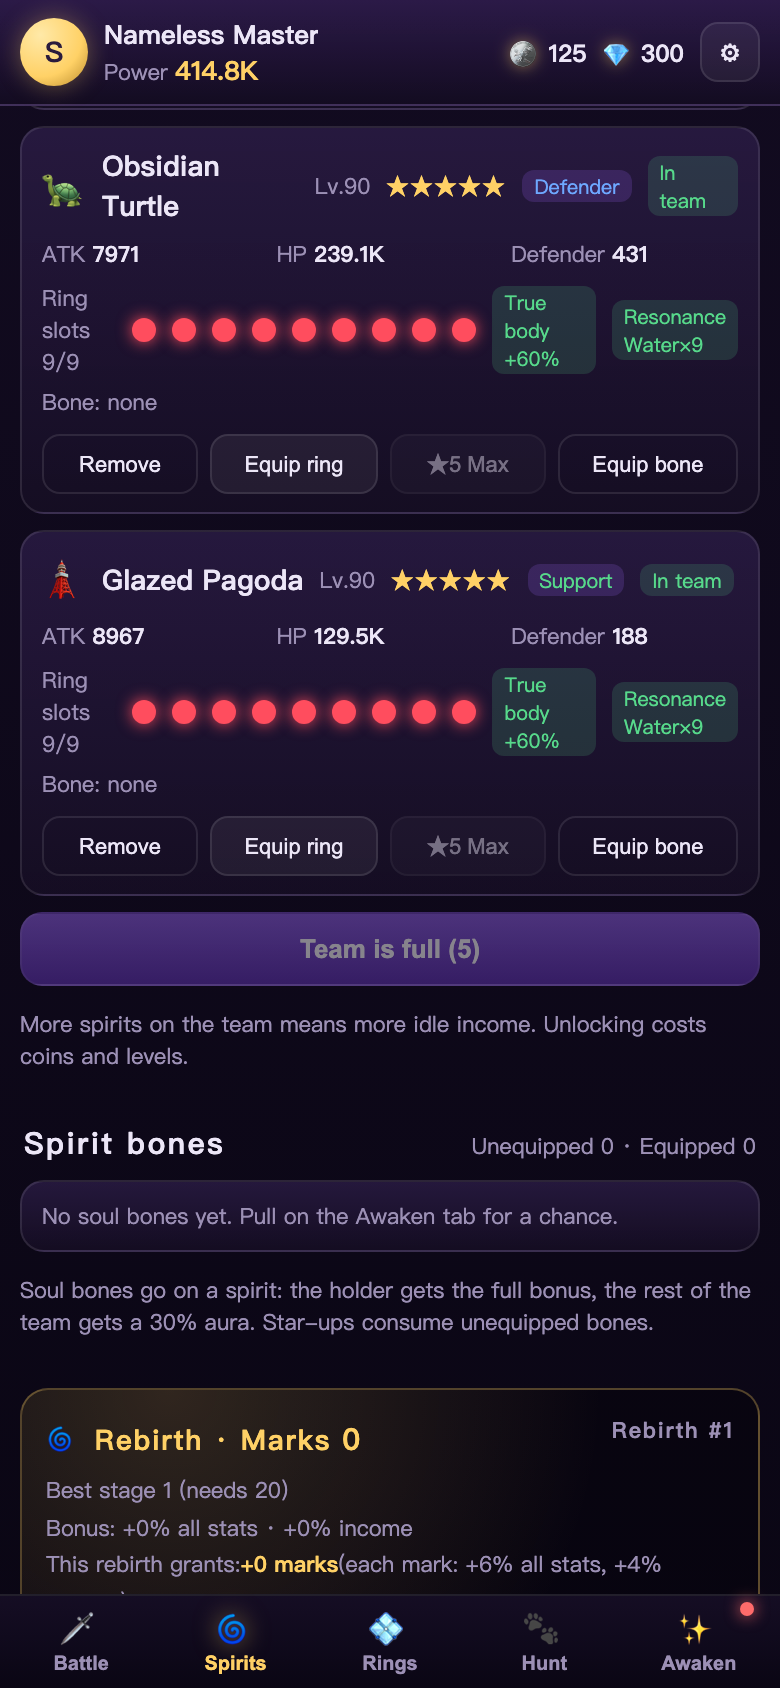 S
Nameless Master
Power 414.8K
125
300
Obsidian
Turtle
Lv.90
Defender
In
team
ATK 7971
HP 239.1K
Defender 431
Ring
slots
9/9
True
body
+60%
Resonance
Water×9
Bone: none
Remove
Equip ring
★5 Max
Equip bone
Glazed Pagoda
Lv.90
Support
In team
ATK 8967
HP 129.5K
Defender 188
Ring
slots
9/9
True
body
+60%
Resonance
Water×9
Bone: none
Remove
Equip ring
★5 Max
Equip bone
Team is full (5)
More spirits on the team means more idle income. Unlocking costs
coins and levels.
Spirit bones
Unequipped 0 · Equipped 0
No soul bones yet. Pull on the Awaken tab for a chance.
Soul bones go on a spirit: the holder gets the full bonus, the rest of the
team gets a 30% aura. Star-ups consume unequipped bones.
Rebirth · Marks 0
Rebirth #1
Best stage 1 (needs 20)
Bonus: +0% all stats · +0% income
This rebirth grants:+0 marks(each mark: +6% all stats, +4%
Battle
Spirits
Rings
Hunt
Awaken